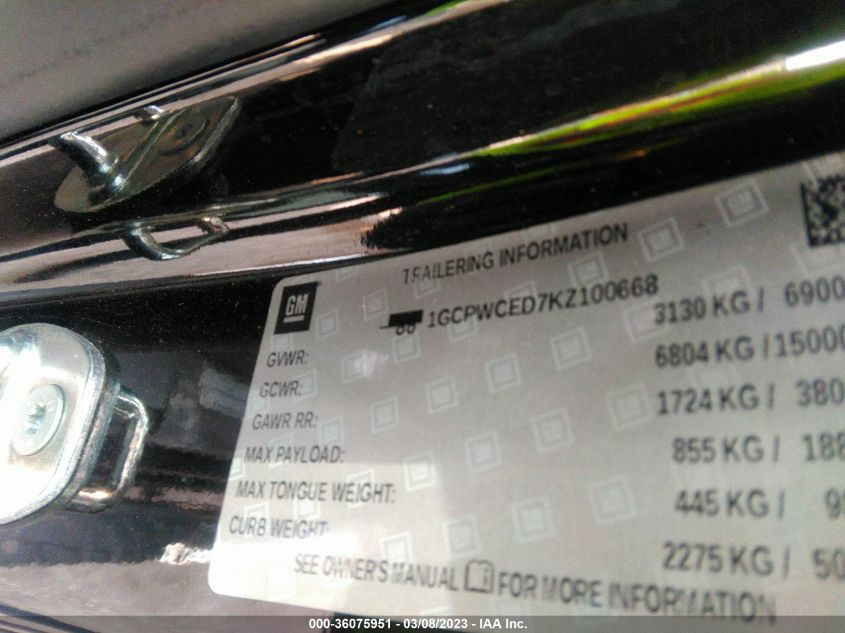 TRAILERING INFORMATION
GM
1GCPWCED7KZ100668
GVWR: 3130 KG / 6900
GCWR: 6804 KG / 15000
GAWR RR: 1724 KG / 380
MAX PAYLOAD: 855 KG / 188
MAX TONGUE WEIGHT: 445 KG / 9
CURB WEIGHT: 2275 KG / 50
SEE OWNER'S MANUAL FOR MORE INFORMATION
000-36075951 - 03/08/2023 - IAA Inc.